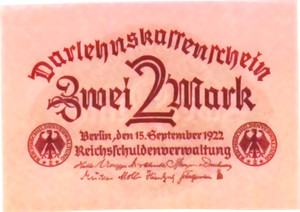 Darlehnskassenschein
Zwei 2 Mark
Berlin, den 15. September 1922
Reichsschuldenverwaltung